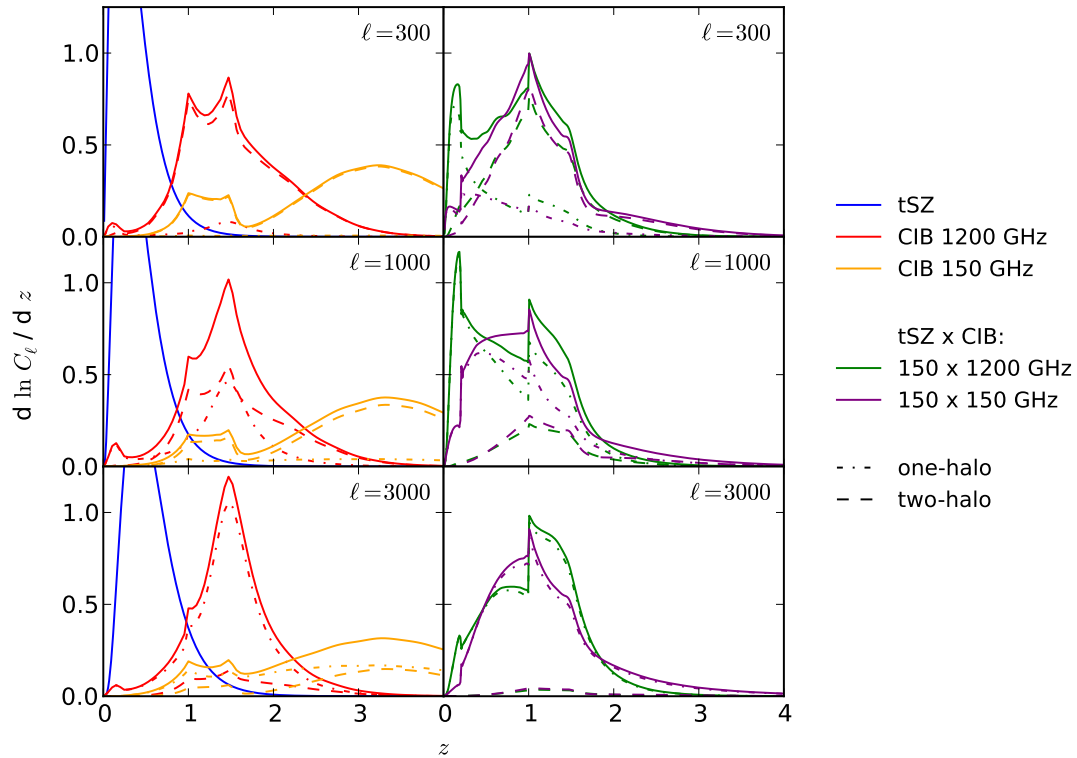 ℓ=300
ℓ=300
1.0
0.5
0.0
ℓ=1000
ℓ=1000
1.0
0.5
0.0
ℓ=3000
ℓ=3000
1.0
0.5
0.0
0 1 2 3 0 1 2 3 4
z
d ln Cℓ / d z
tSZ
CIB 1200 GHz
CIB 150 GHz
tSZ x CIB:
150 x 1200 GHz
150 x 150 GHz
one-halo
two-halo